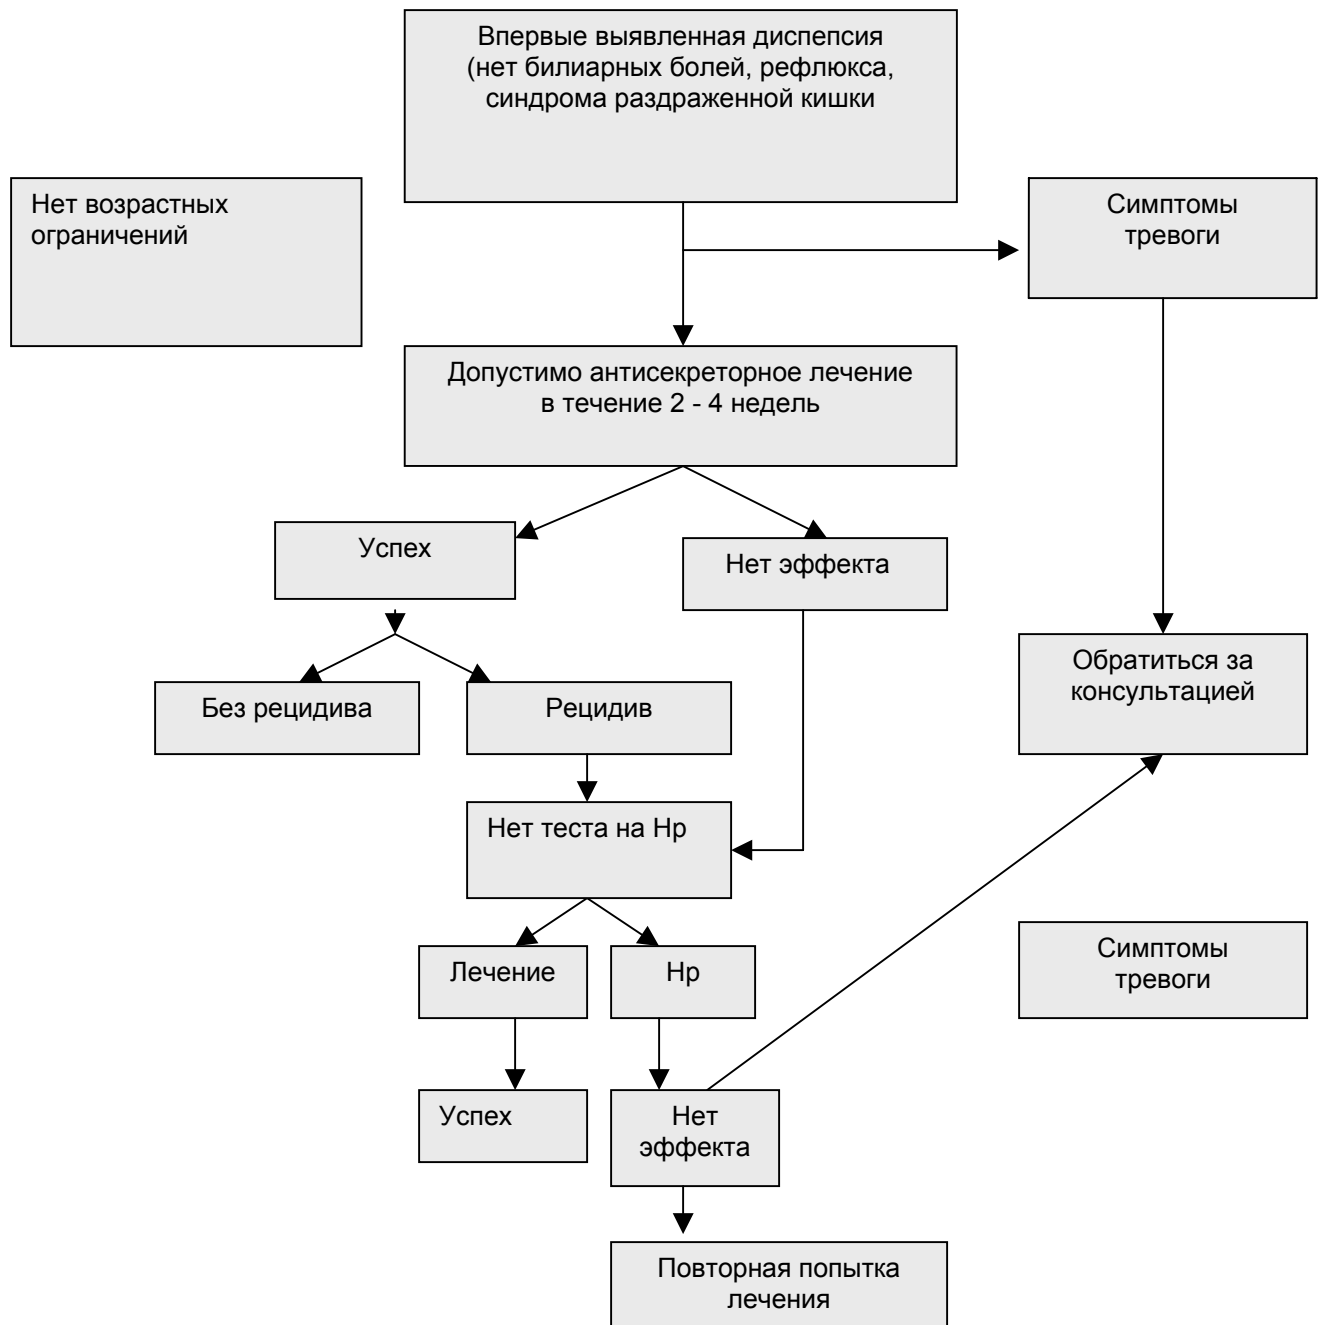 Впервые выявленная диспепсия
(нет билиарных болей, рефлюкса,
синдрома раздраженной кишки
Нет возрастных
ограничений
Симптомы
тревоги
Допустимо антисекреторное лечение
в течение 2 - 4 недель
Успех
Нет эффекта
Без рецидива
Рецидив
Обратиться за
консультацией
Нет теста на Нр
Лечение
Нр
Симптомы
тревоги
Успех
Нет
эффекта
Повторная попытка
лечения